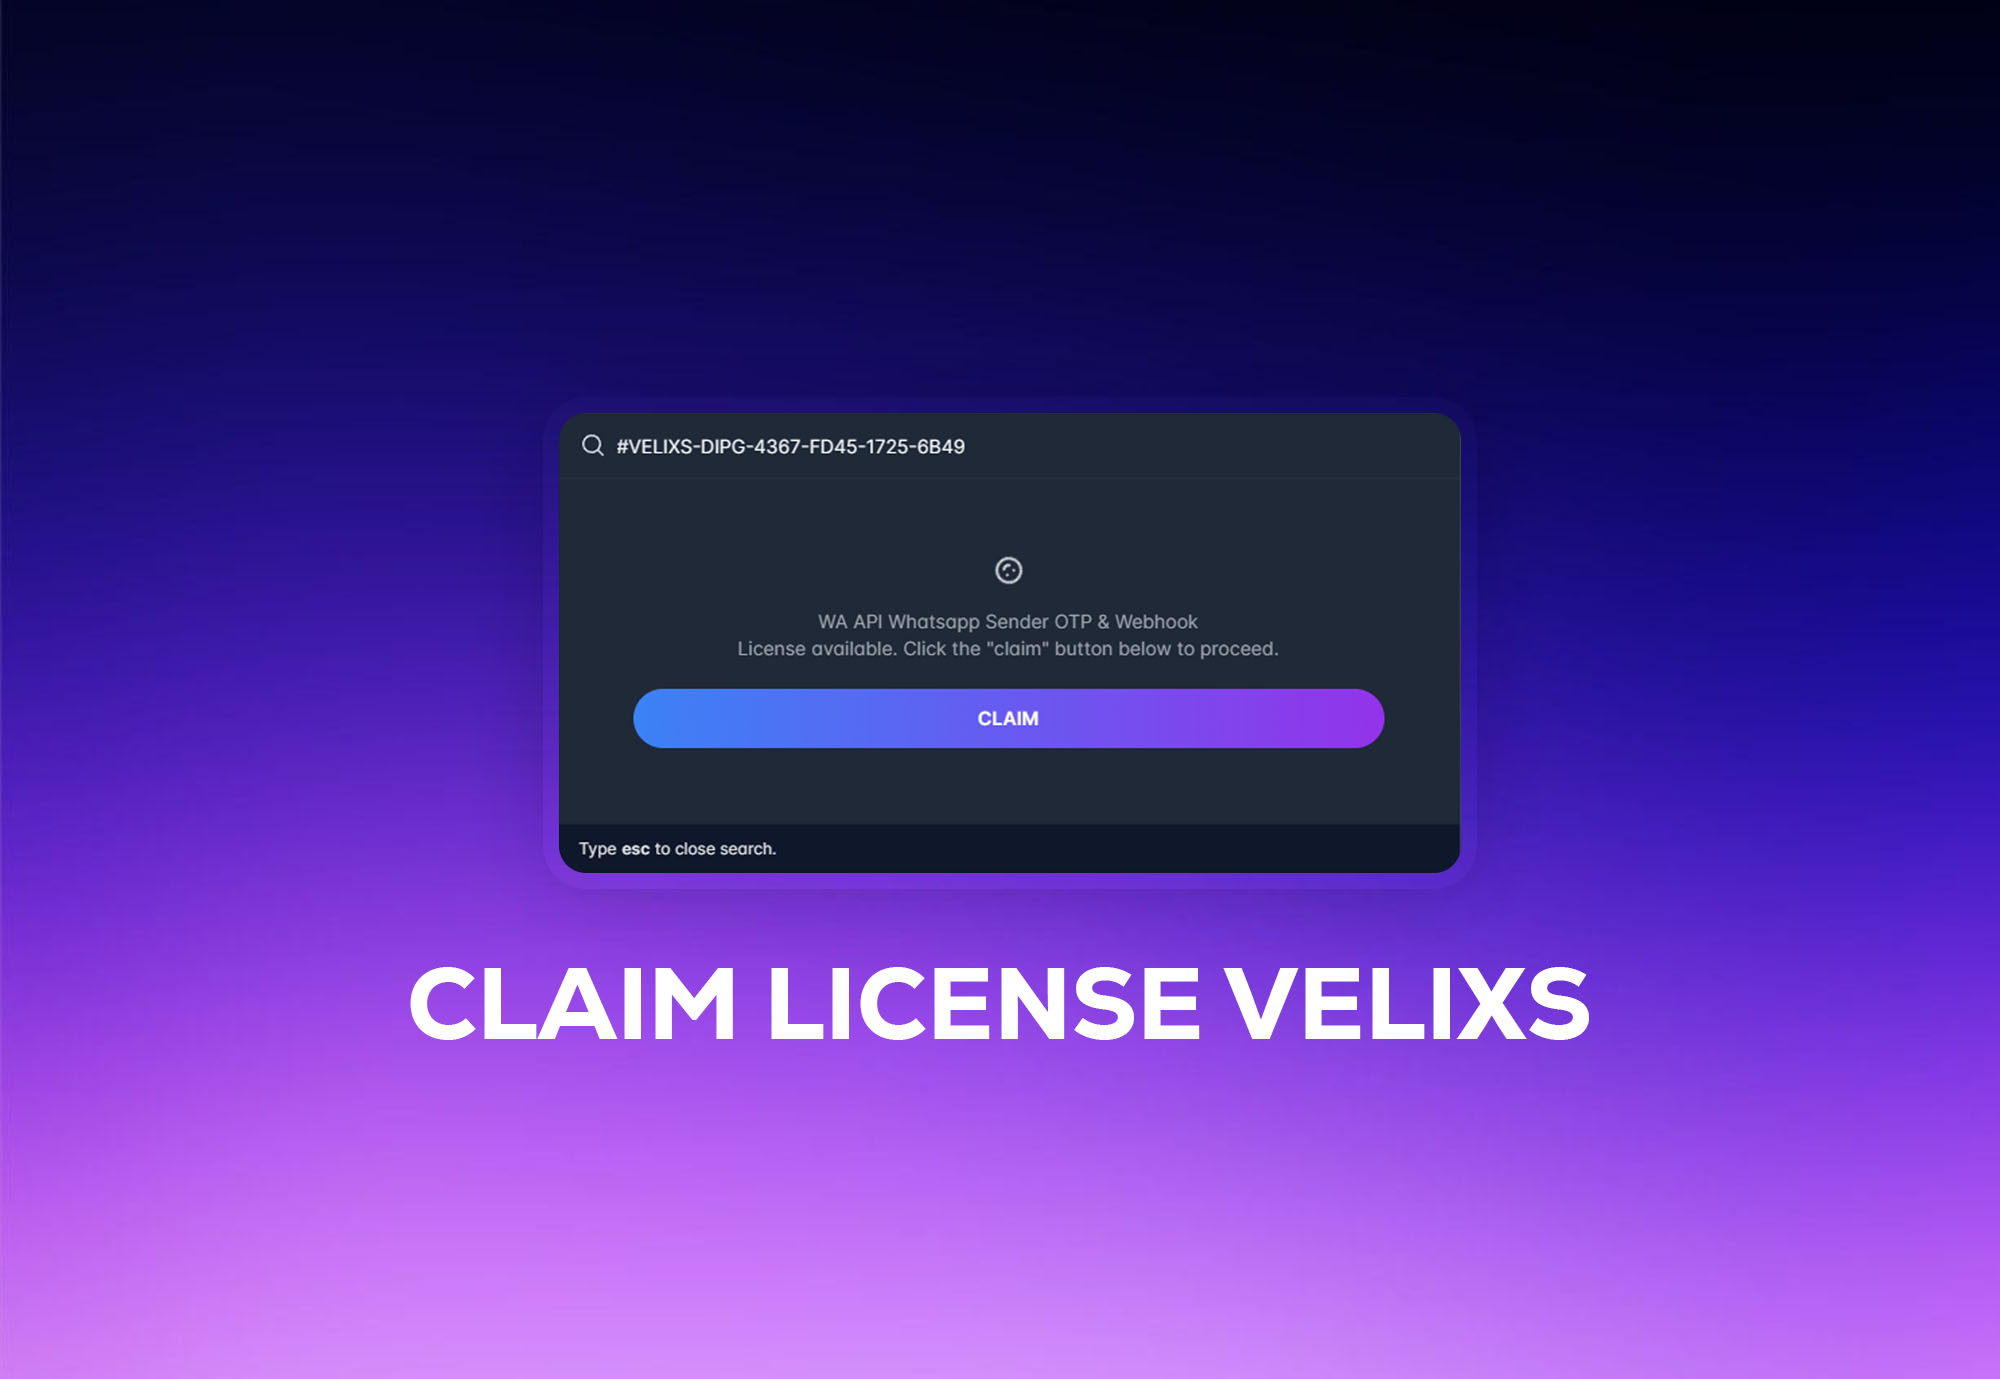 #VELIXS-DIPG-4367-FD45-1725-6B49
WA API Whatsapp Sender OTP & Webhook
License available. Click the "claim" button below to proceed.
CLAIM
Type esc to close search.
CLAIM LICENSE VELIXS